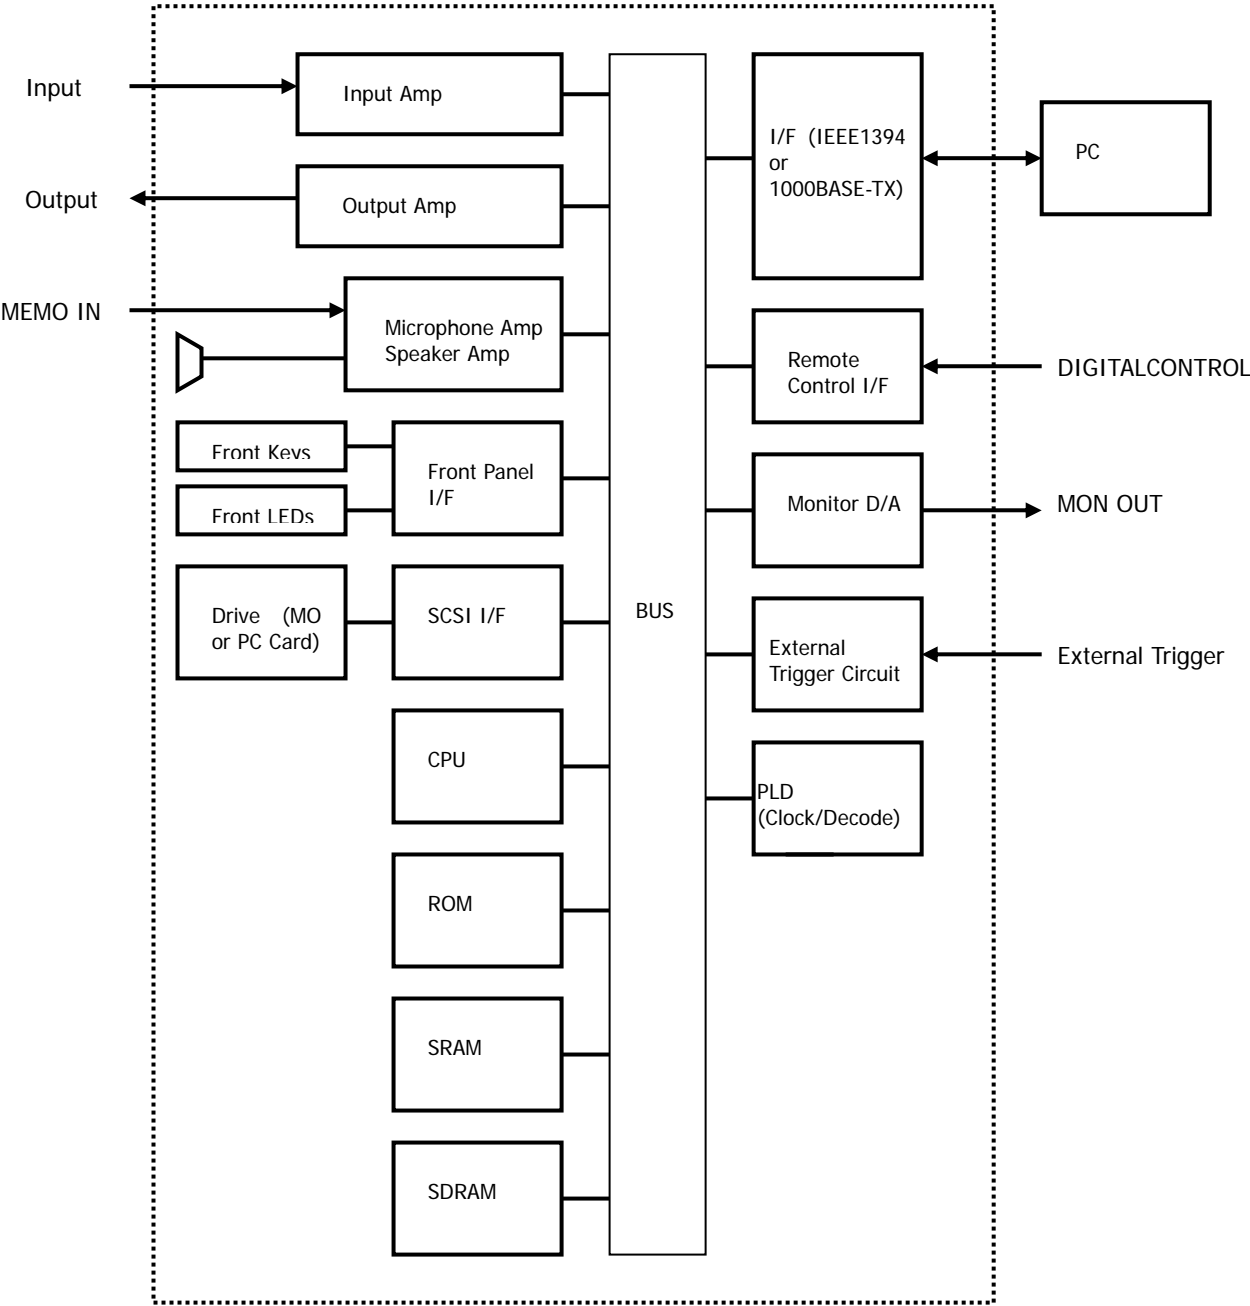 Input
Input Amp
Output
Output Amp
MEMO IN
Microphone Amp
Speaker Amp
Front Keys
Front LEDs
Front Panel
I/F
Drive (MO
or PC Card)
SCSI I/F
CPU
ROM
SRAM
SDRAM
BUS
I/F (IEEE1394
or
1000BASE-TX)
PC
Remote
Control I/F
DIGITALCONTROL
Monitor D/A
MON OUT
External
Trigger Circuit
External Trigger
PLD
(Clock/Decode)